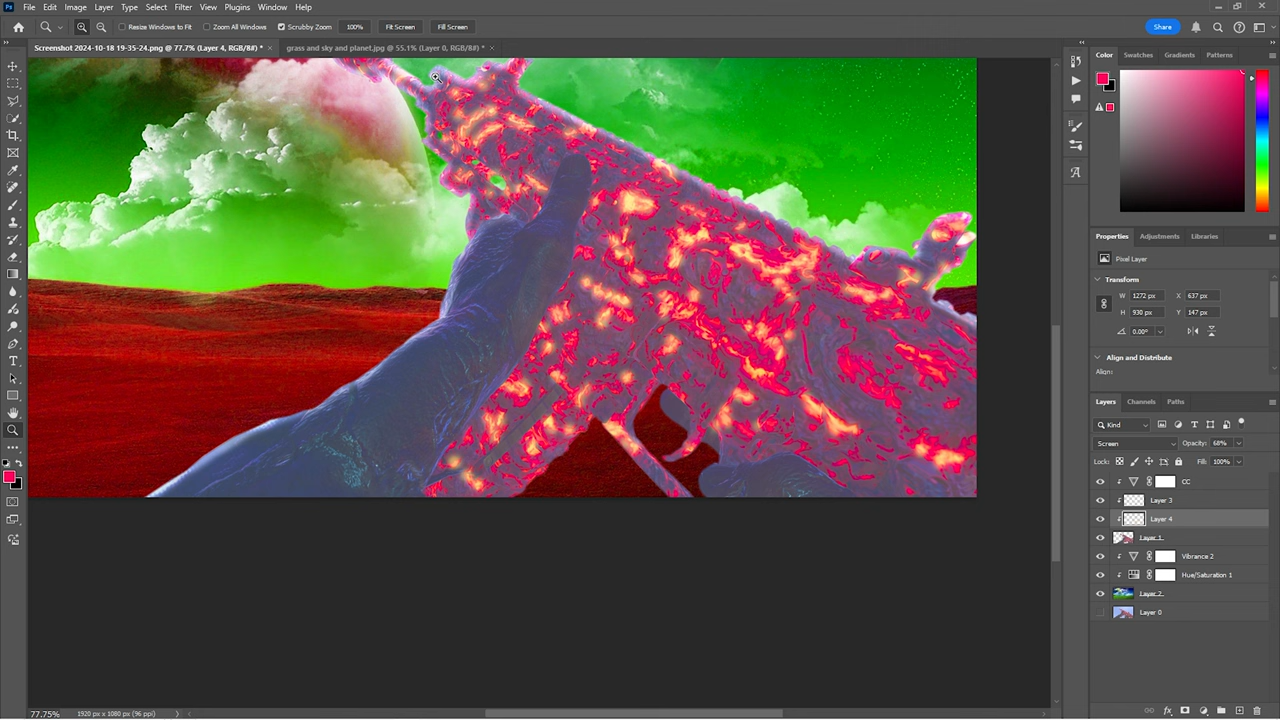 Ps File Edit Image Layer Type Select Filter View Plugins Window Help
Resize Windows to Fit Zoom All Windows Scrubby Zoom 100% Fit Screen Fill Screen Share
Screenshot 2024-10-18 19-35-24.png @ 77.7% (Layer 4, RGB/8#) * × grass and sky and planet.jpg @ 55.1% (Layer 0, RGB/8#) * ×
Color Swatches Gradients Patterns
Properties Adjustments Libraries
Pixel Layer
Transform
W 1272 px X 637 px
H 930 px Y 147 px
0.00°
Align and Distribute
Align:
Layers Channels Paths
Kind
Screen Opacity: 68%
Lock: Fill: 100%
CC
Layer 3
Layer 4
Layer 1
Vibrance 2
Hue/Saturation 1
Layer 2
Layer 0
fx
77.75% 1920 px x 1080 px (96 ppi)